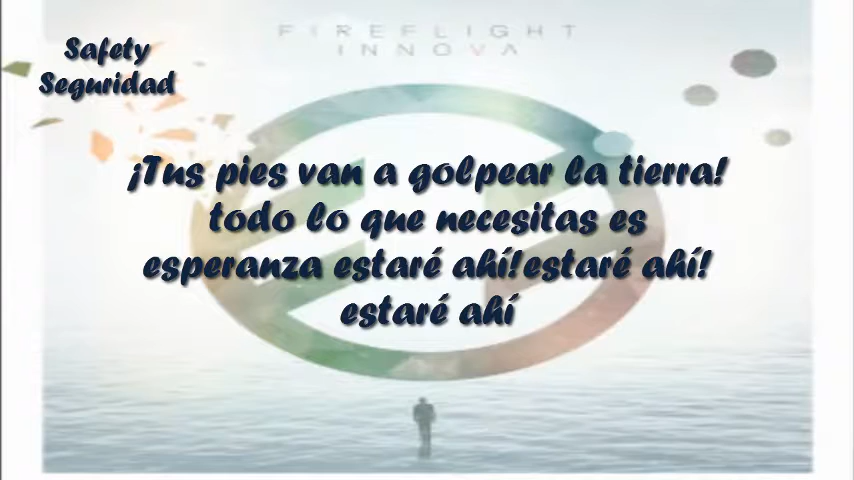 FIREFLIGHT
INNOVA
Safety
Seguridad
¡Tus pies van a golpear la tierra!
todo lo que necesitas es
esperanza estaré ahí!estaré ahí!
estaré ahí